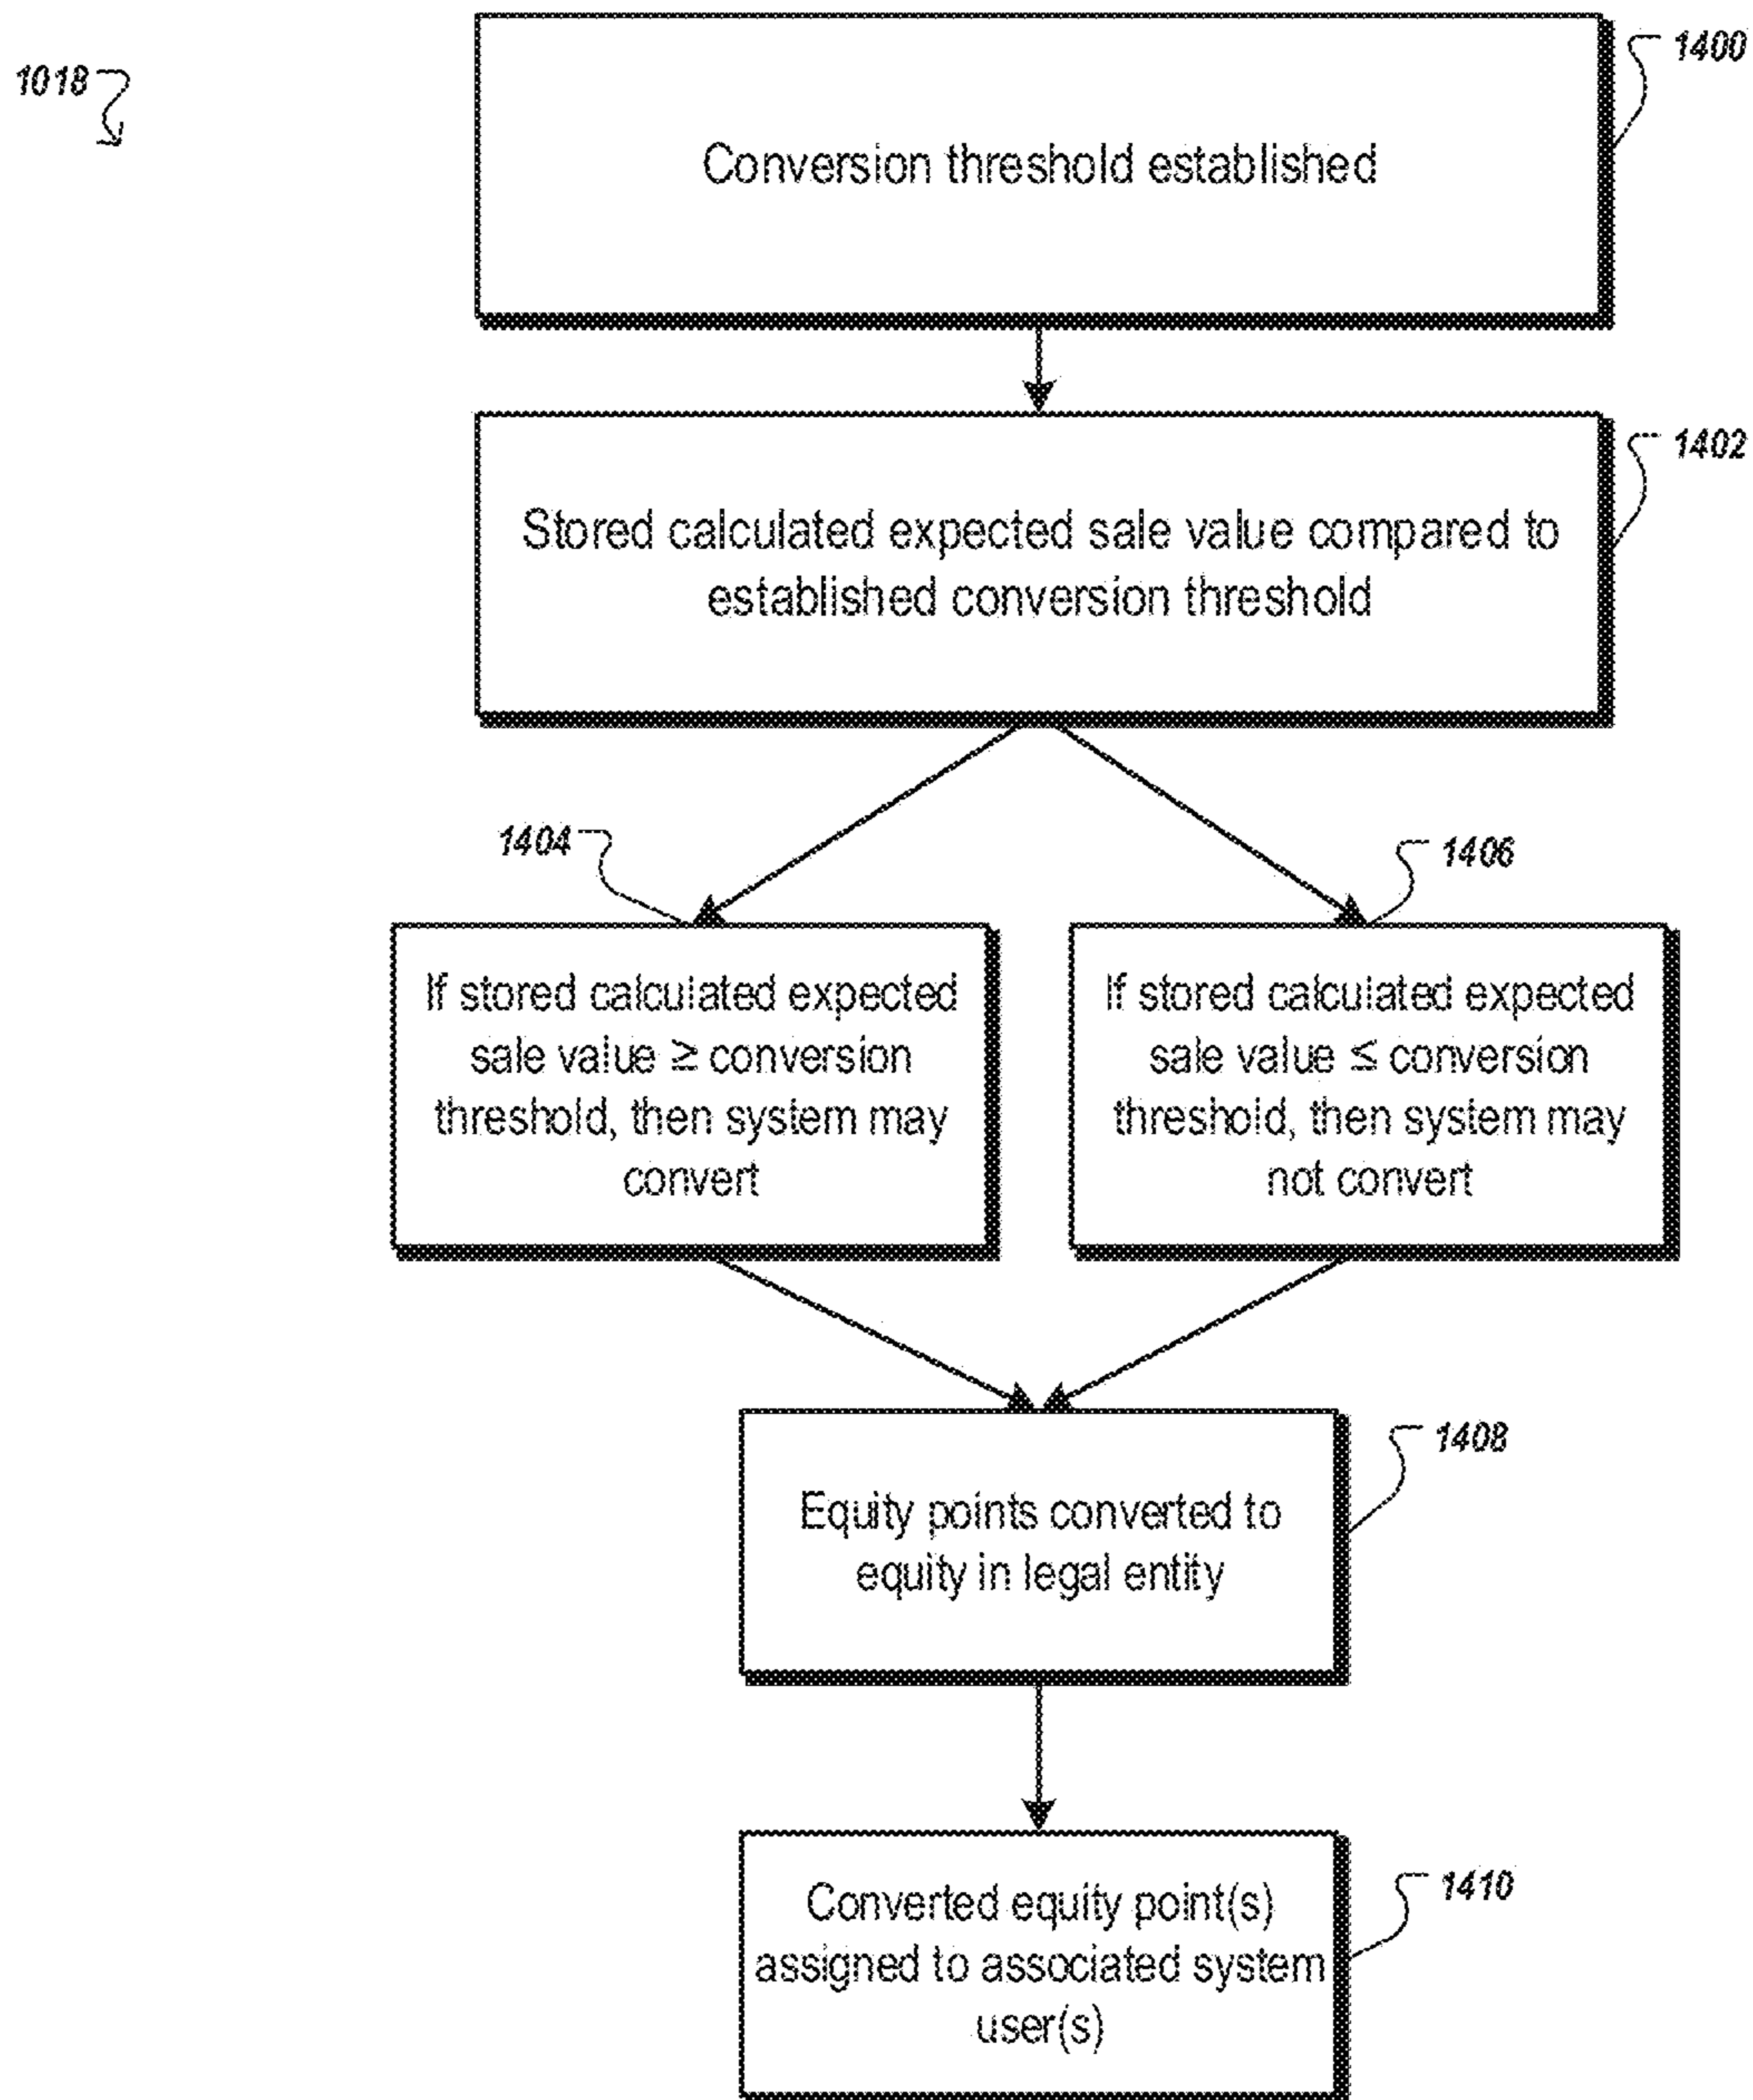 1018
1400
Conversion threshold established
1402
Stored calculated expected sale value compared to
established conversion threshold
1404
1406
If stored calculated expected
sale value ≥ conversion
threshold, then system may
convert
If stored calculated expected
sale value ≤ conversion
threshold, then system may
not convert
1408
Equity points converted to
equity in legal entity
1410
Converted equity point(s)
assigned to associated system
user(s)